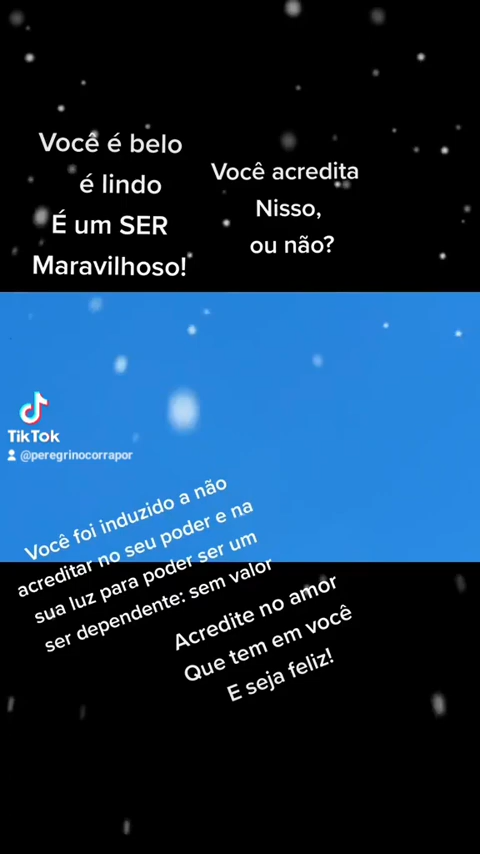 Você é belo
é lindo
É um SER
Maravilhoso!
Você acredita
Nisso,
ou não?
TikTok
@peregrinocorrapor
Você foi induzido a não
acreditar no seu poder e na
sua luz para poder ser um
ser dependente: sem valor
Acredite no amor
Que tem em você
E seja feliz!